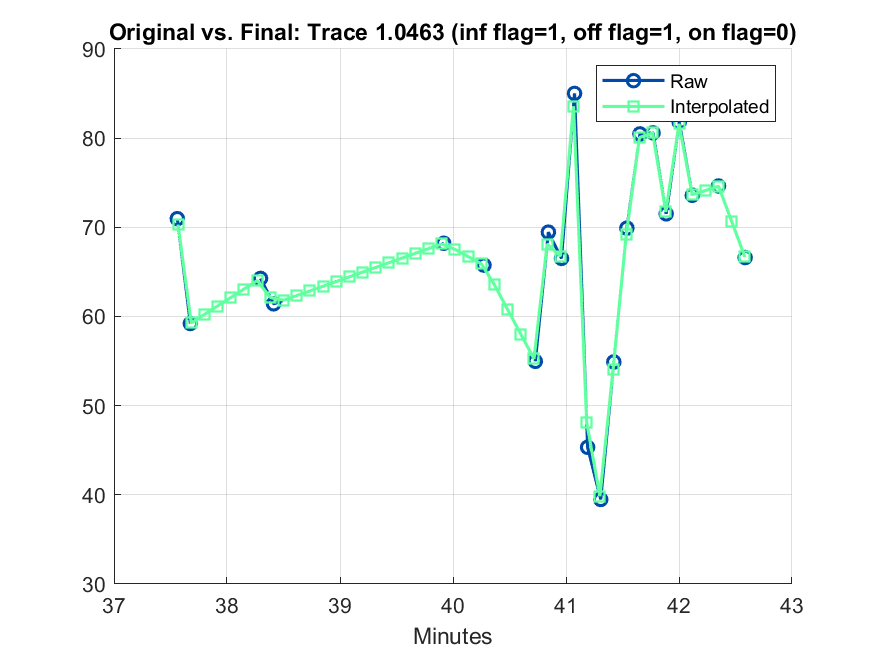 Original vs. Final: Trace 1.0463 (inf flag=1, off flag=1, on flag=0)
90
80
70
60
50
40
30
Raw
Interpolated
37 38 39 40 41 42 43
Minutes